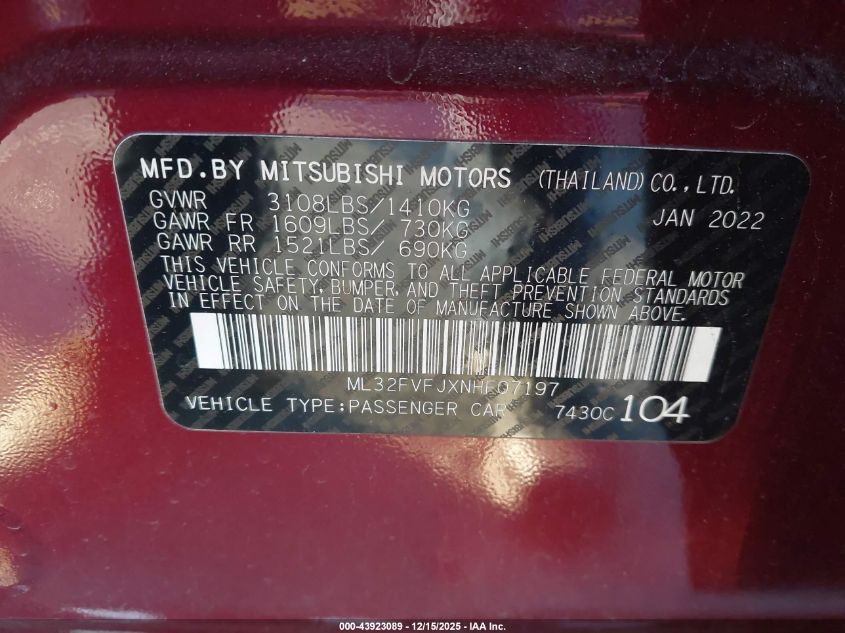 MFD.BY MITSUBISHI MOTORS (THAILAND)CO.,LTD.
GVWR 3108LBS/1410KG JAN 2022
GAWR FR 1609LBS/ 730KG
GAWR RR 1521LBS/ 690KG
THIS VEHICLE CONFORMS TO ALL APPLICABLE FEDERAL MOTOR
VEHICLE SAFETY, BUMPER, AND THEFT PREVENTION STANDARDS
IN EFFECT ON THE DATE OF MANUFACTURE SHOWN ABOVE.
ML32FVFJXNHF07197
VEHICLE TYPE:PASSENGER CAR 7430C 104
000-43923089 - 12/15/2025 - IAA Inc.